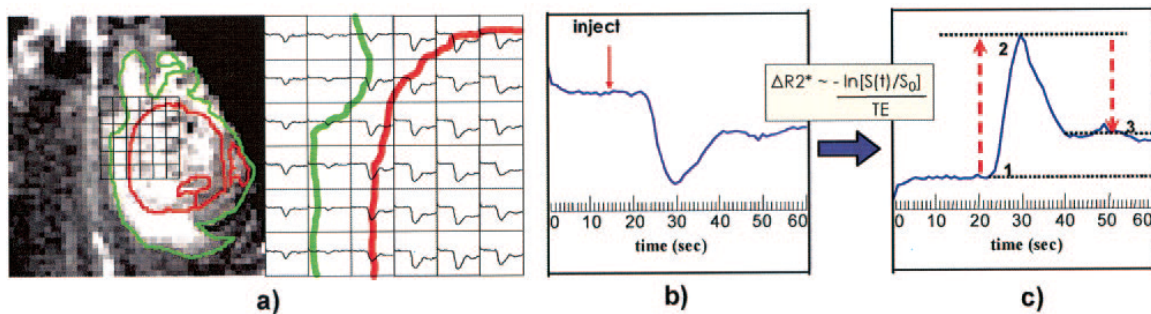 a)
inject
0 10 20 30 40 50 60
time (sec)
b)
ΔR2* ~ -ln[S(t)/S0]
TE
2
3
1
0 10 20 30 40 50 60
time (sec)
c)